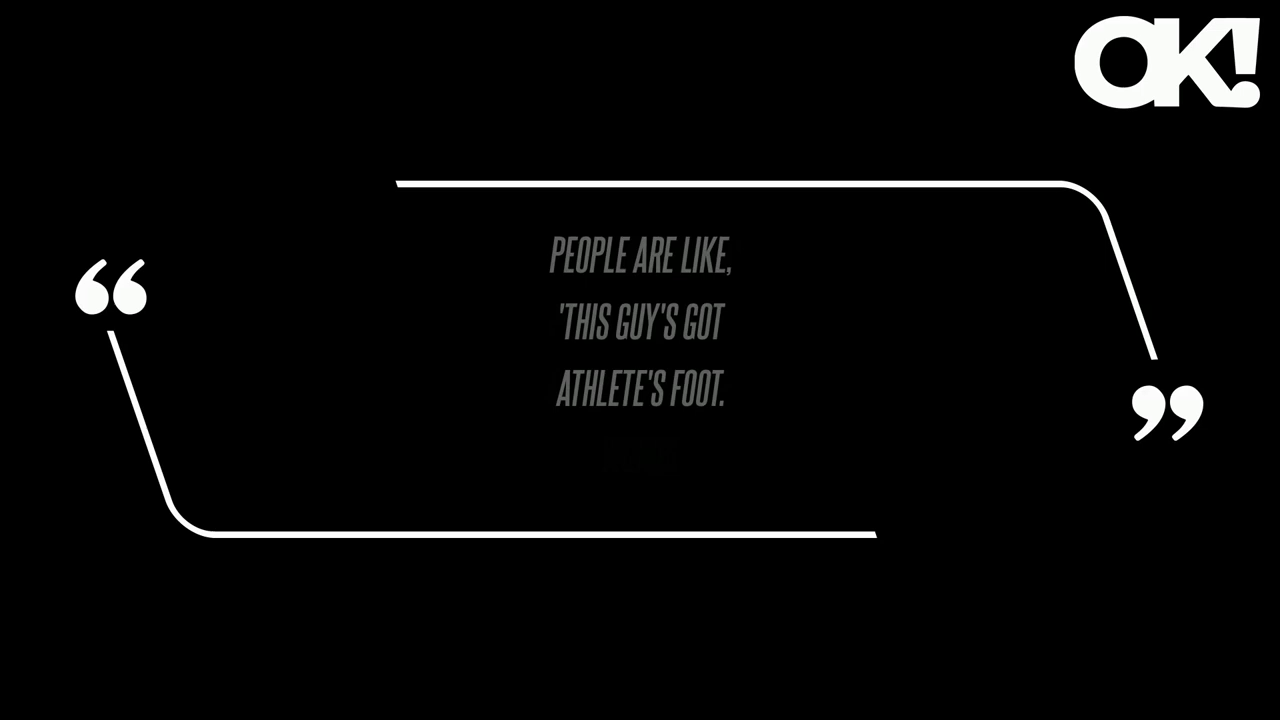 OK!
“
PEOPLE ARE LIKE,
'THIS GUY'S GOT
ATHLETE'S FOOT.
”